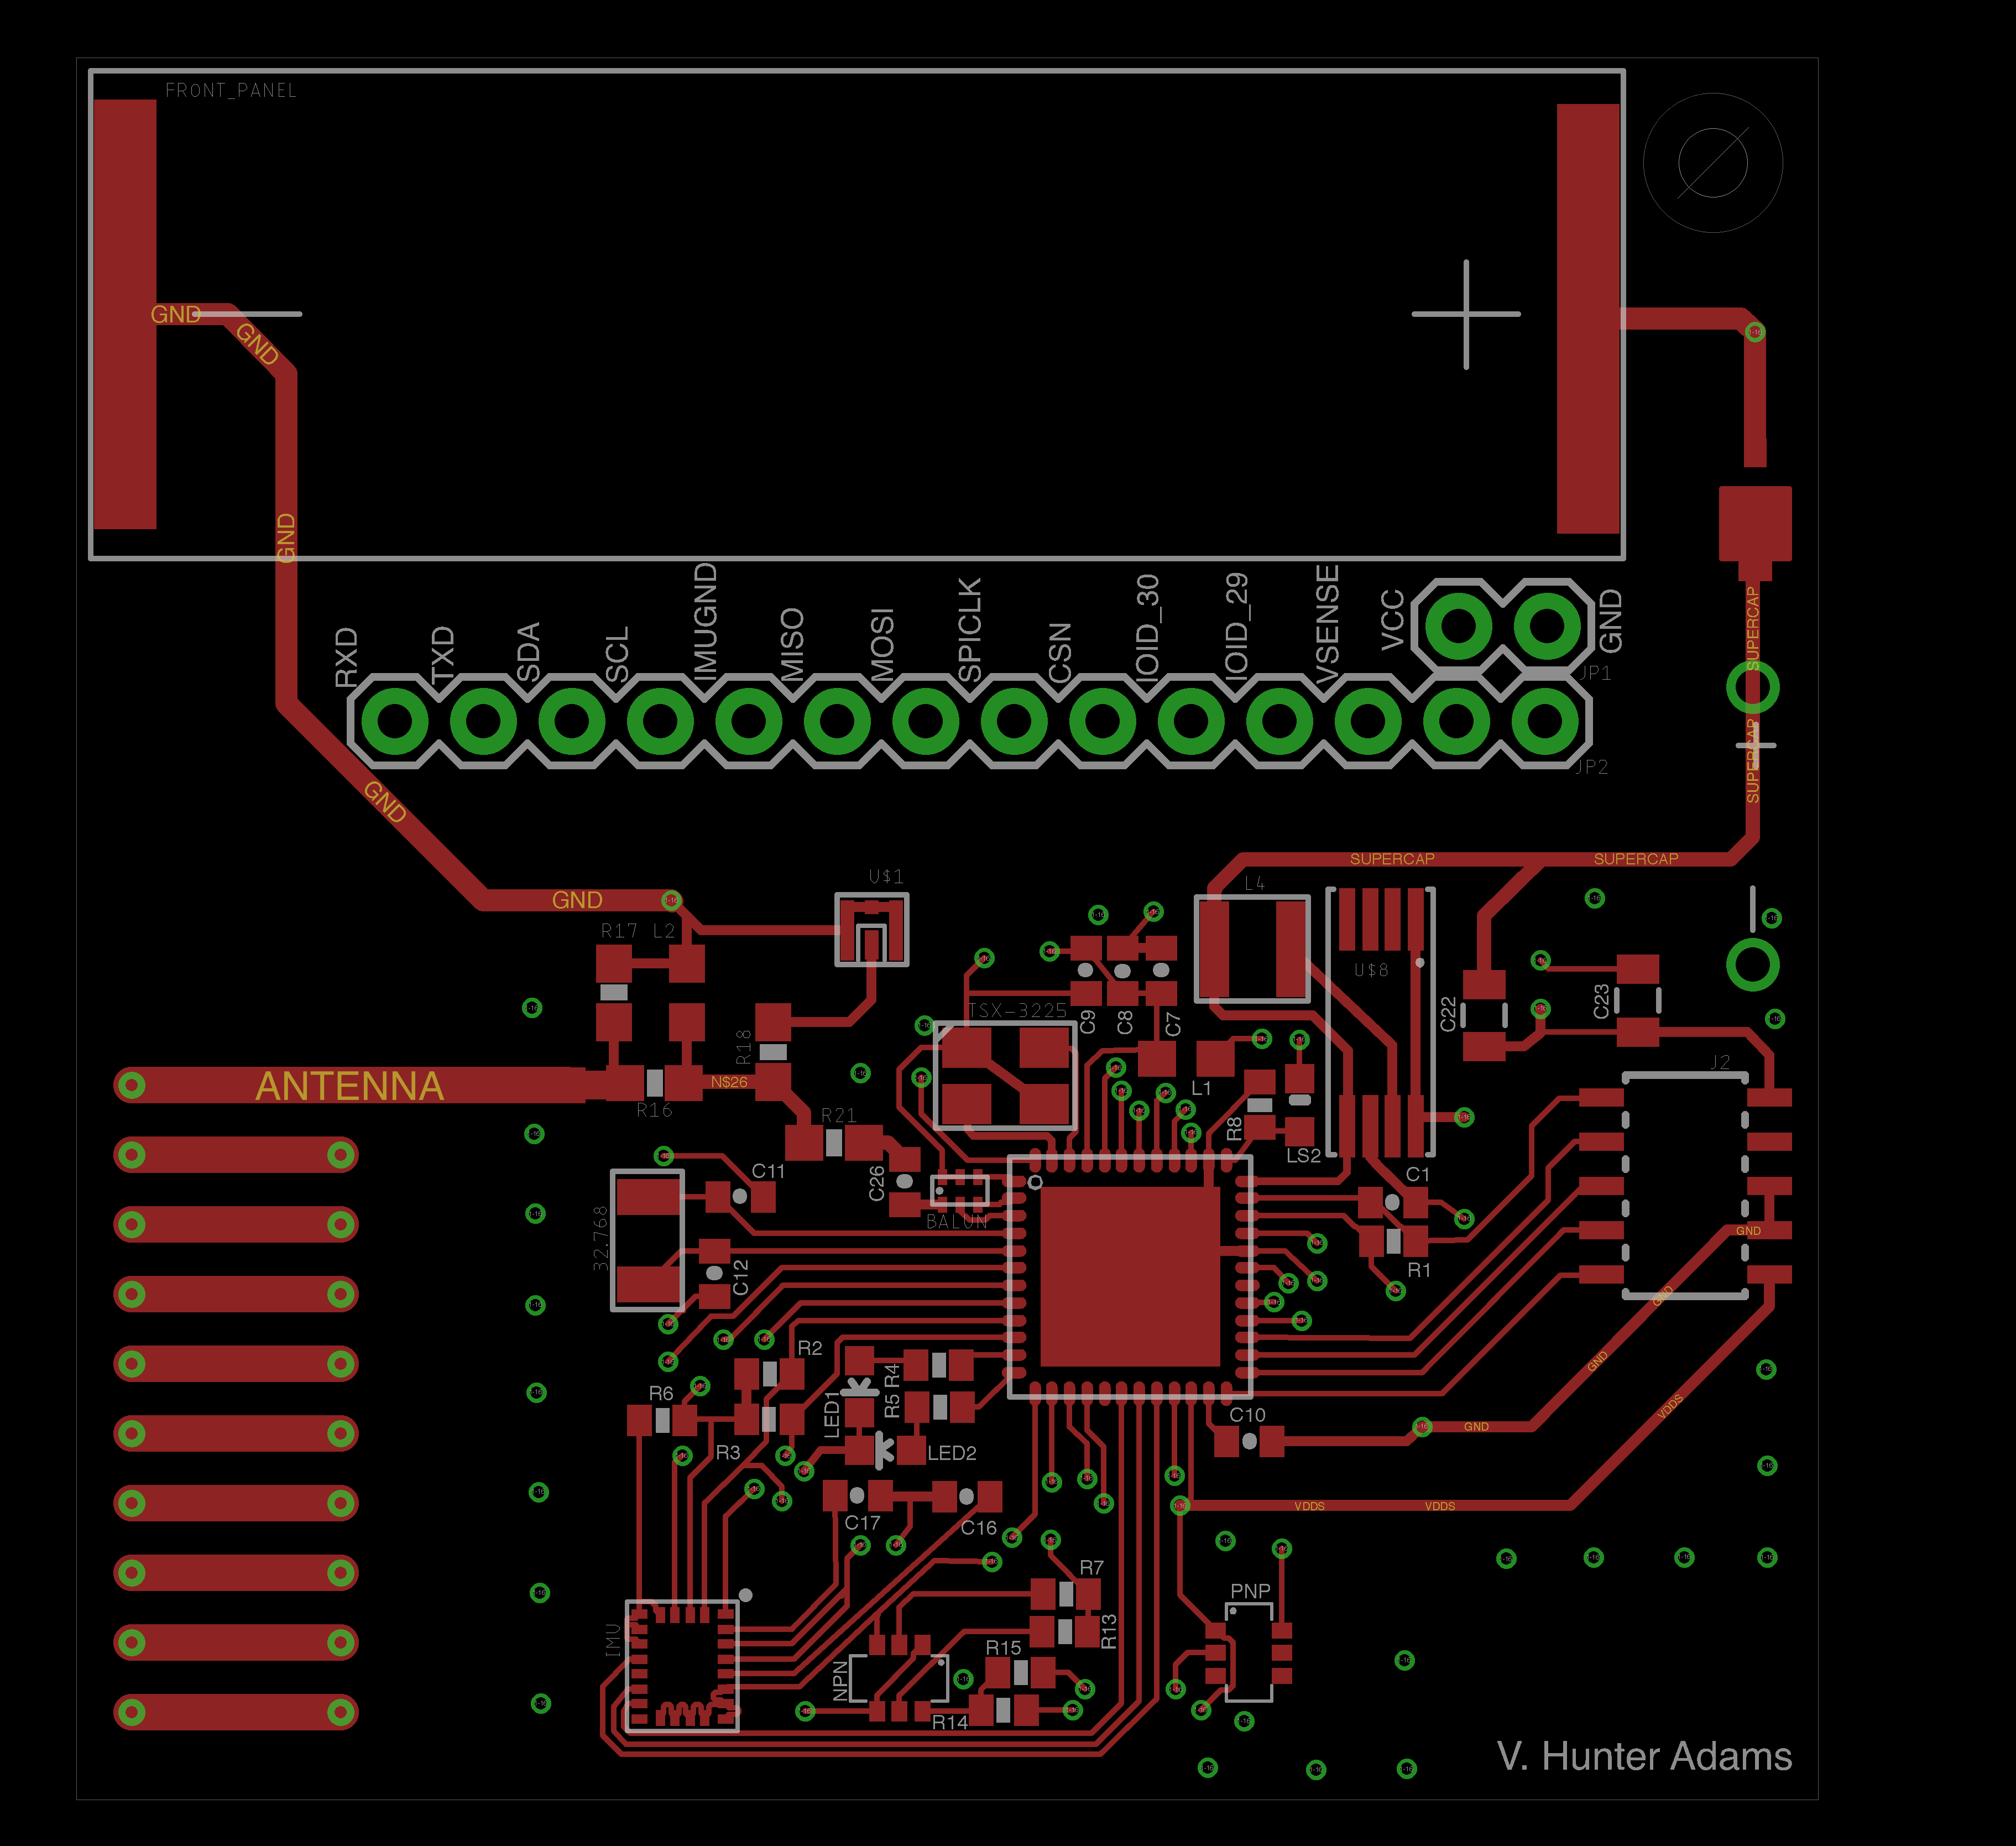 FRONT_PANEL
GND
GND
GND
GND
GND
RXD
TXD
SDA
SCL
IMUGND
MISO
MOSI
SPICLK
CSN
IOID_30
IOID_29
VSENSE
VCC
GND
JP1
JP2
SUPERCAP
SUPERCAP
SUPERCAP
SUPERCAP
SUPERCAP
U$1
L4
R17 L2
U$8
TSX-3225
C9
C8
C7
C22
C23
R18
J2
ANTENNA
N$26
R16
L1
R21
R8
LS2
C11
C26
C1
BALUN
32.768
C12
R1
GND
GND
GND
R2
R6
R4
R5
LED1
R3
LED2
C10
GND
VDDS
VDDS
VDDS
C17
C16
R7
PNP
IMU
R13
R15
NPN
R14
V. Hunter Adams